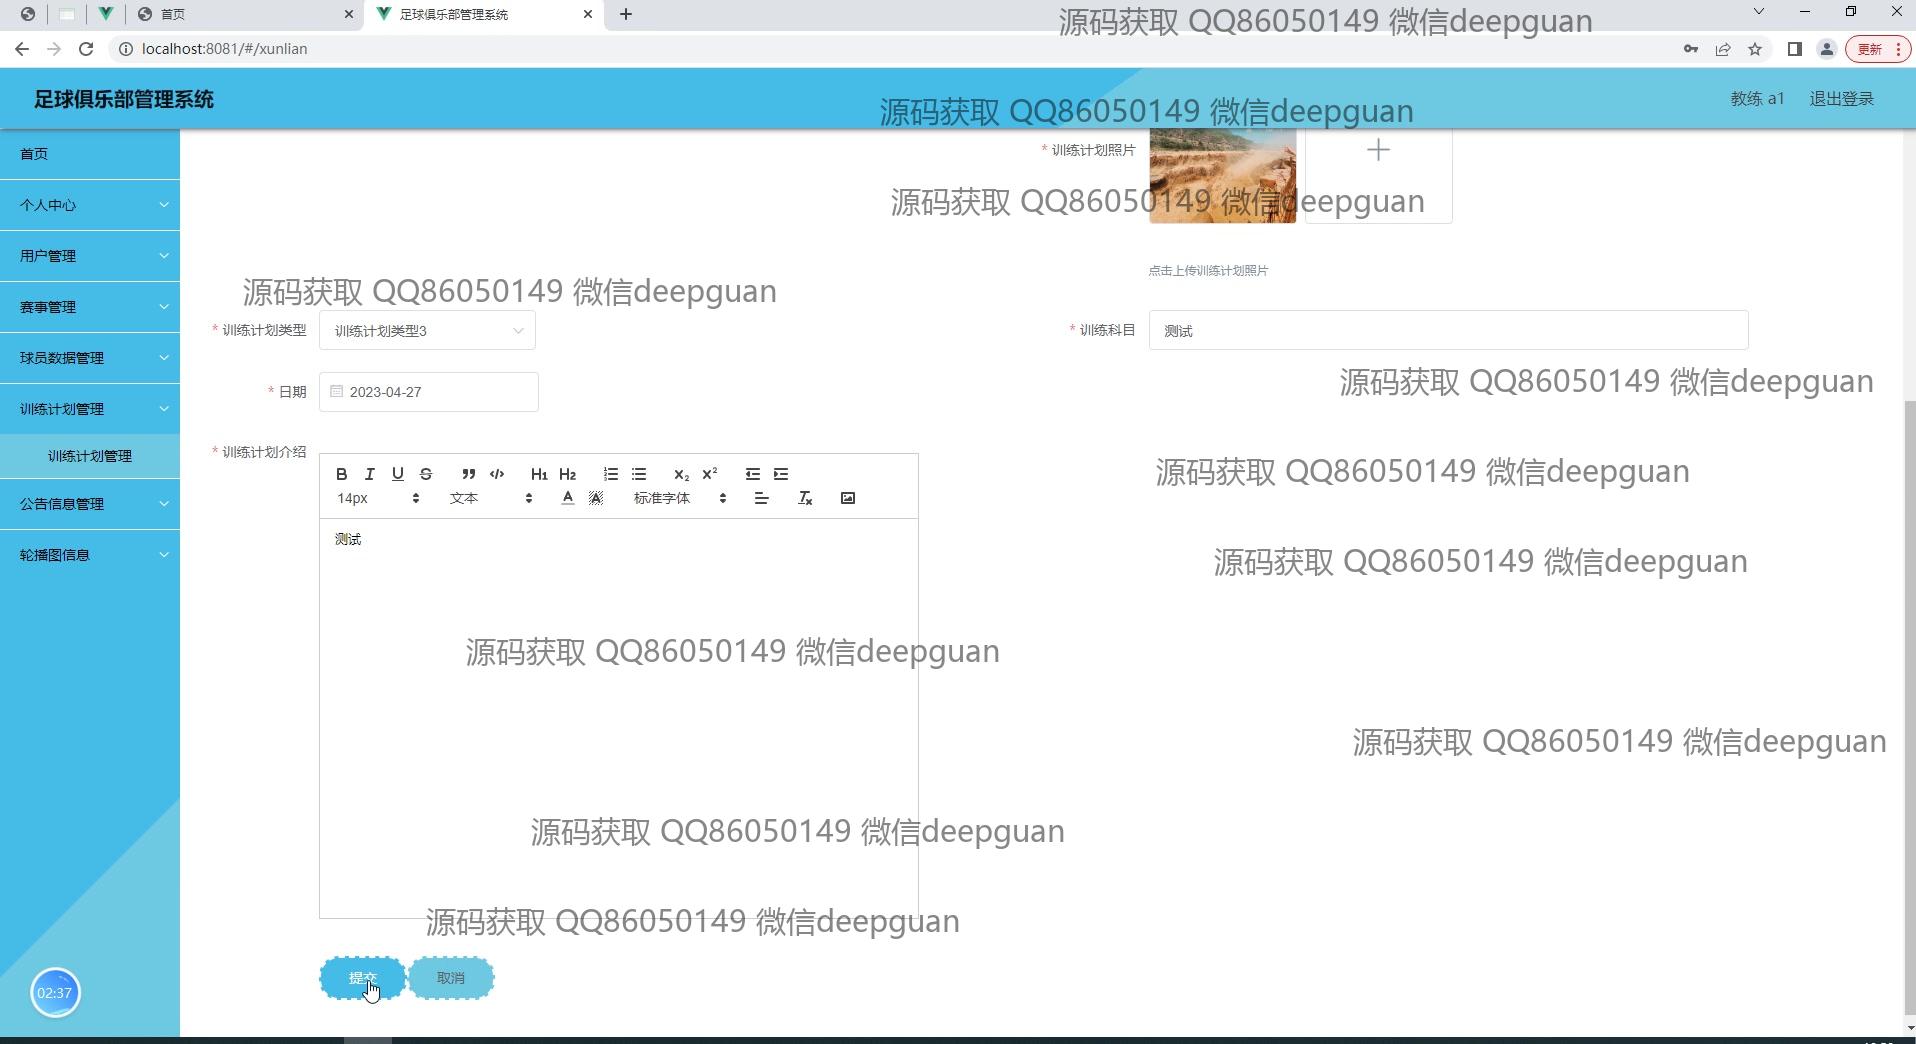 首页
足球俱乐部管理系统
源码获取 QQ86050149 微信deepguan
localhost:8081/#/xunlian
更新
足球俱乐部管理系统
源码获取 QQ86050149 微信deepguan
教练 a1
退出登录
首页
* 训练计划照片
个人中心
源码获取 QQ86050149 微信deepguan
用户管理
点击上传训练计划照片
源码获取 QQ86050149 微信deepguan
赛事管理
* 训练计划类型
训练计划类型3
* 训练科目
测试
球员数据管理
源码获取 QQ86050149 微信deepguan
* 日期
2023-04-27
训练计划管理
* 训练计划介绍
训练计划管理
源码获取 QQ86050149 微信deepguan
B I U S H1 H2 X2 X2
14px
文本
A A
标准字体
Tx
公告信息管理
测试
轮播图信息
源码获取 QQ86050149 微信deepguan
源码获取 QQ86050149 微信deepguan
源码获取 QQ86050149 微信deepguan
源码获取 QQ86050149 微信deepguan
源码获取 QQ86050149 微信deepguan
提交
取消
02:37